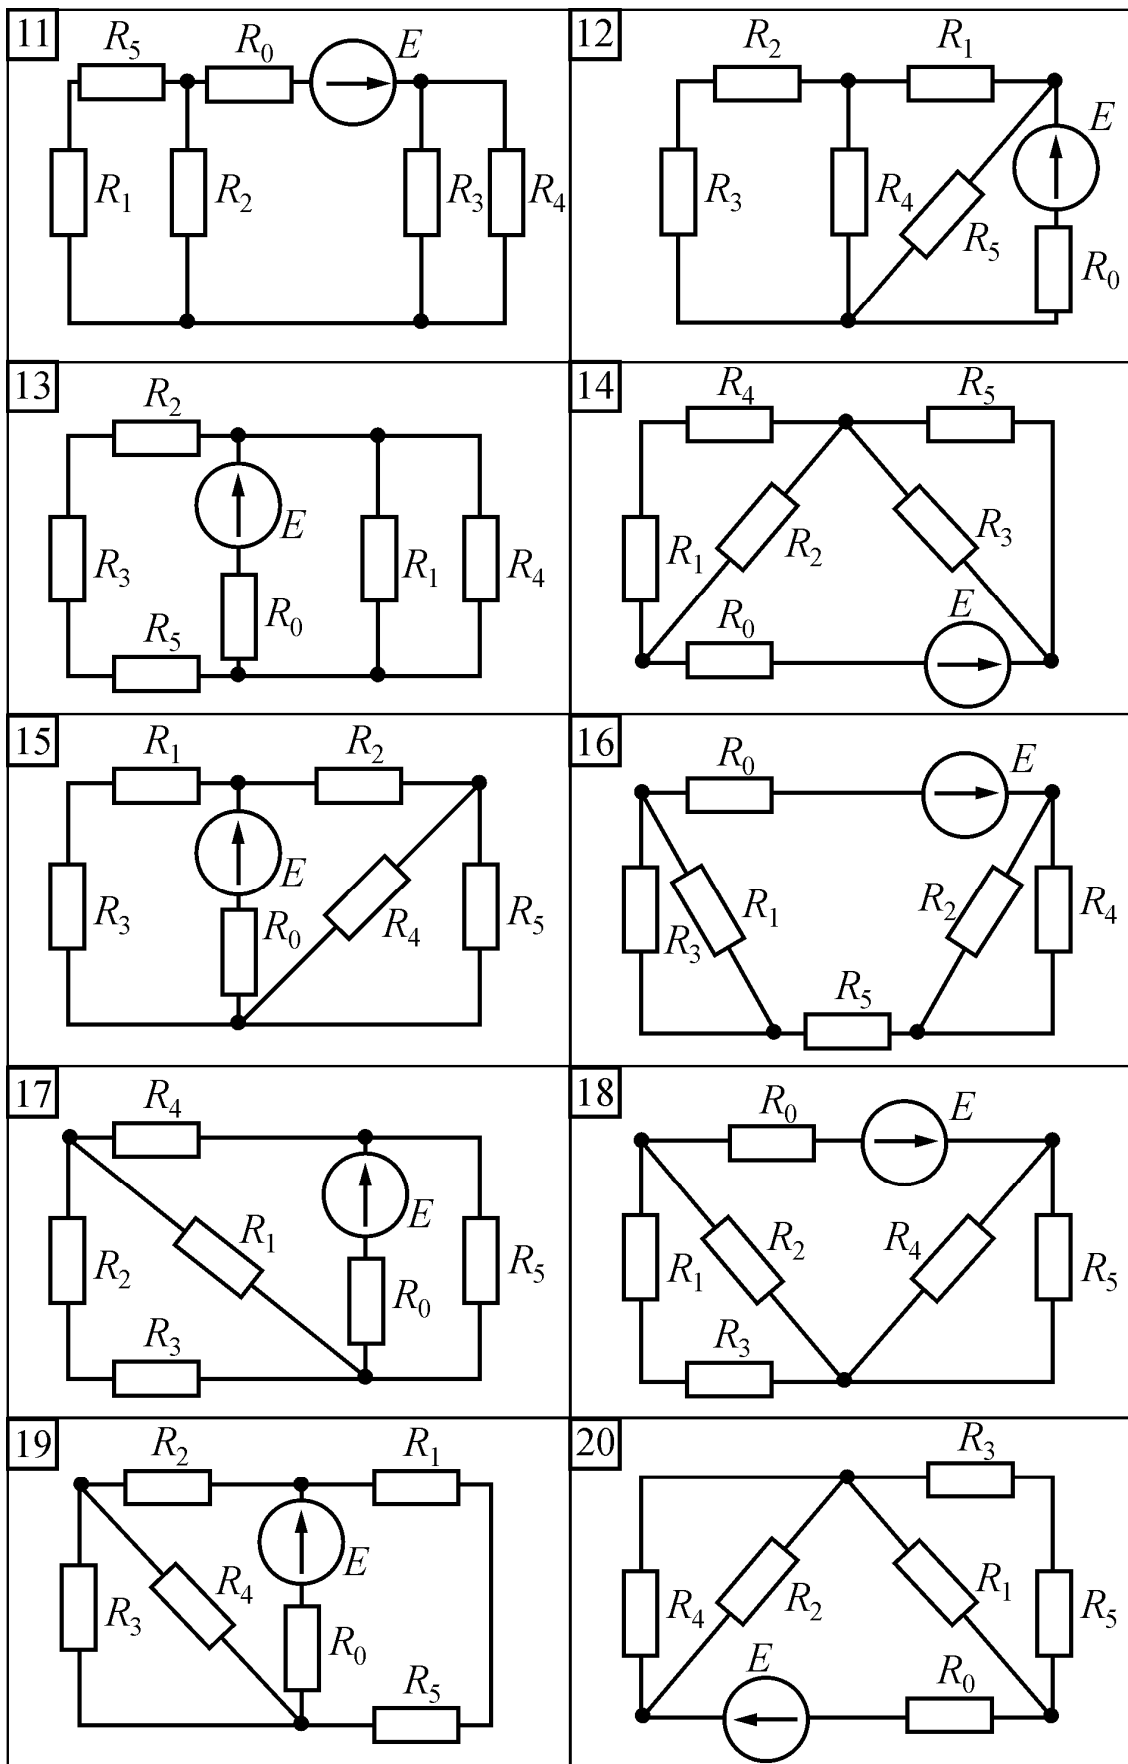 11
R5 R0 E
R1 R2 R3 R4
12
R2 R1
E
R3 R4 R5 R0
13
R2
E
R3 R1 R4
R0
R5
14
R4 R5
R1 R2 R3
R0 E
15
R1 R2
E
R3 R0 R4 R5
16
R0 E
R1 R2 R4
R3
R5
17
R4
E
R1
R2 R0 R5
R3
18
R0 E
R2 R4
R1 R5
R3
19
R2 R1
E
R4
R3 R0
R5
20
R3
R4 R2 R1 R5
E R0